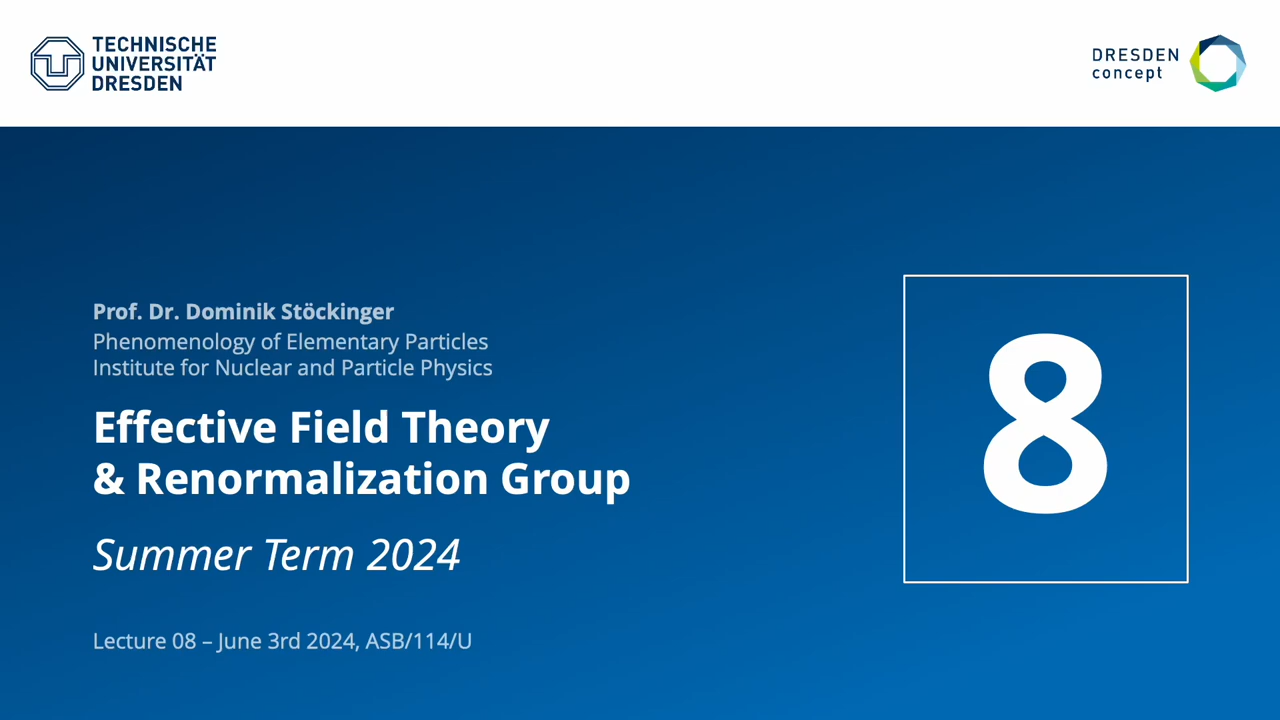 TECHNISCHE
UNIVERSITÄT
DRESDEN
DRESDEN
concept
Prof. Dr. Dominik Stöckinger
Phenomenology of Elementary Particles
Institute for Nuclear and Particle Physics
Effective Field Theory
& Renormalization Group
Summer Term 2024
Lecture 08 – June 3rd 2024, ASB/114/U
8